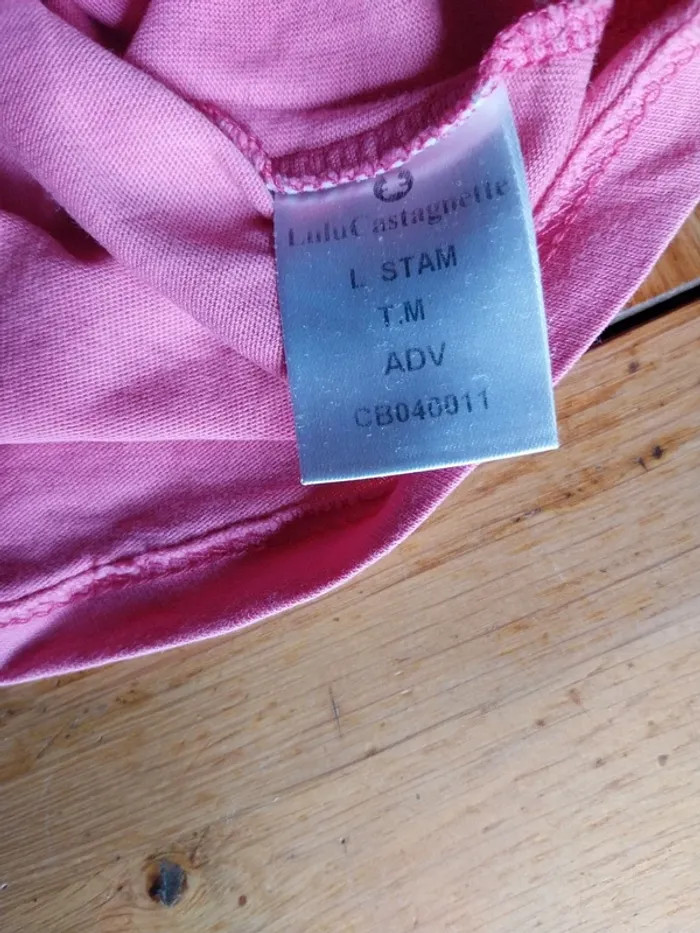 LuluCastagnette
L STAM
T.M
ADV
CB040011